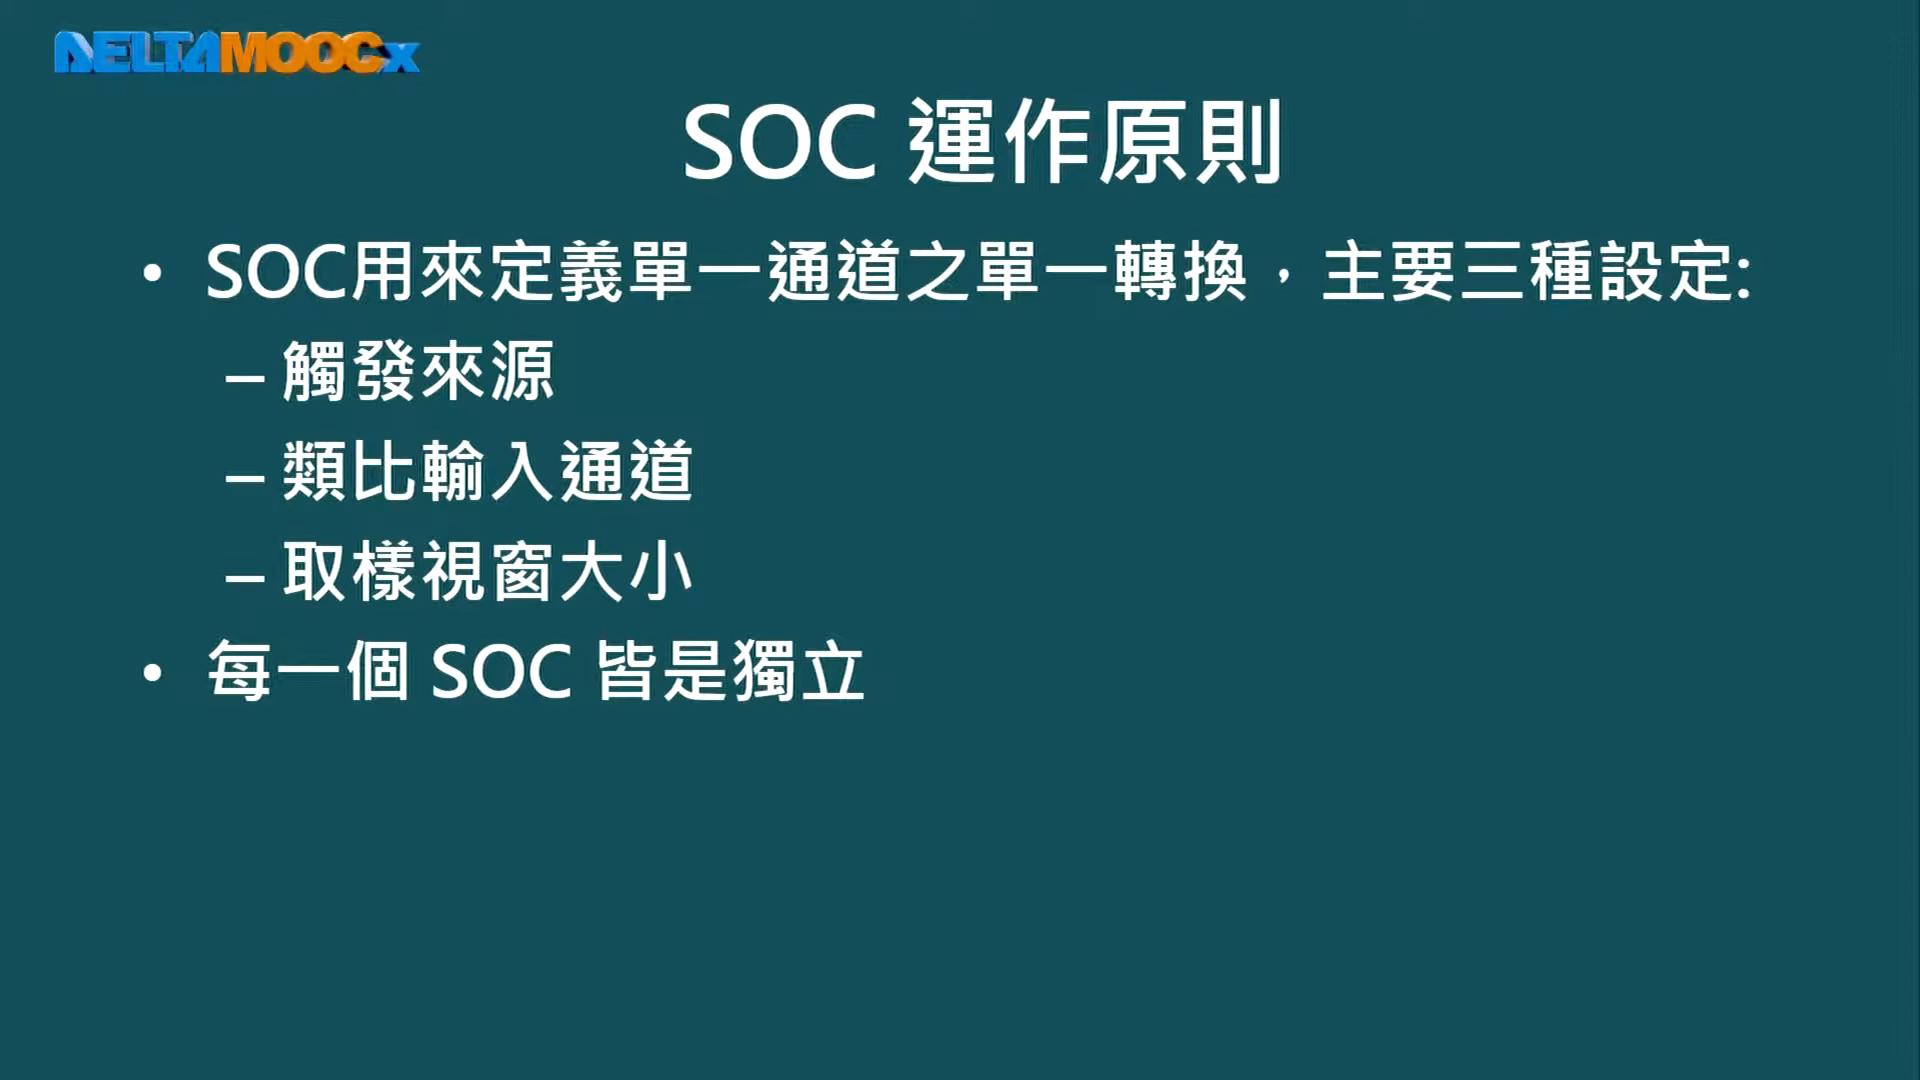 DELTAMOOCx
SOC 運作原則
• SOC用來定義單一通道之單一轉換，主要三種設定:
– 觸發來源
– 類比輸入通道
– 取樣視窗大小
• 每一個 SOC 皆是獨立